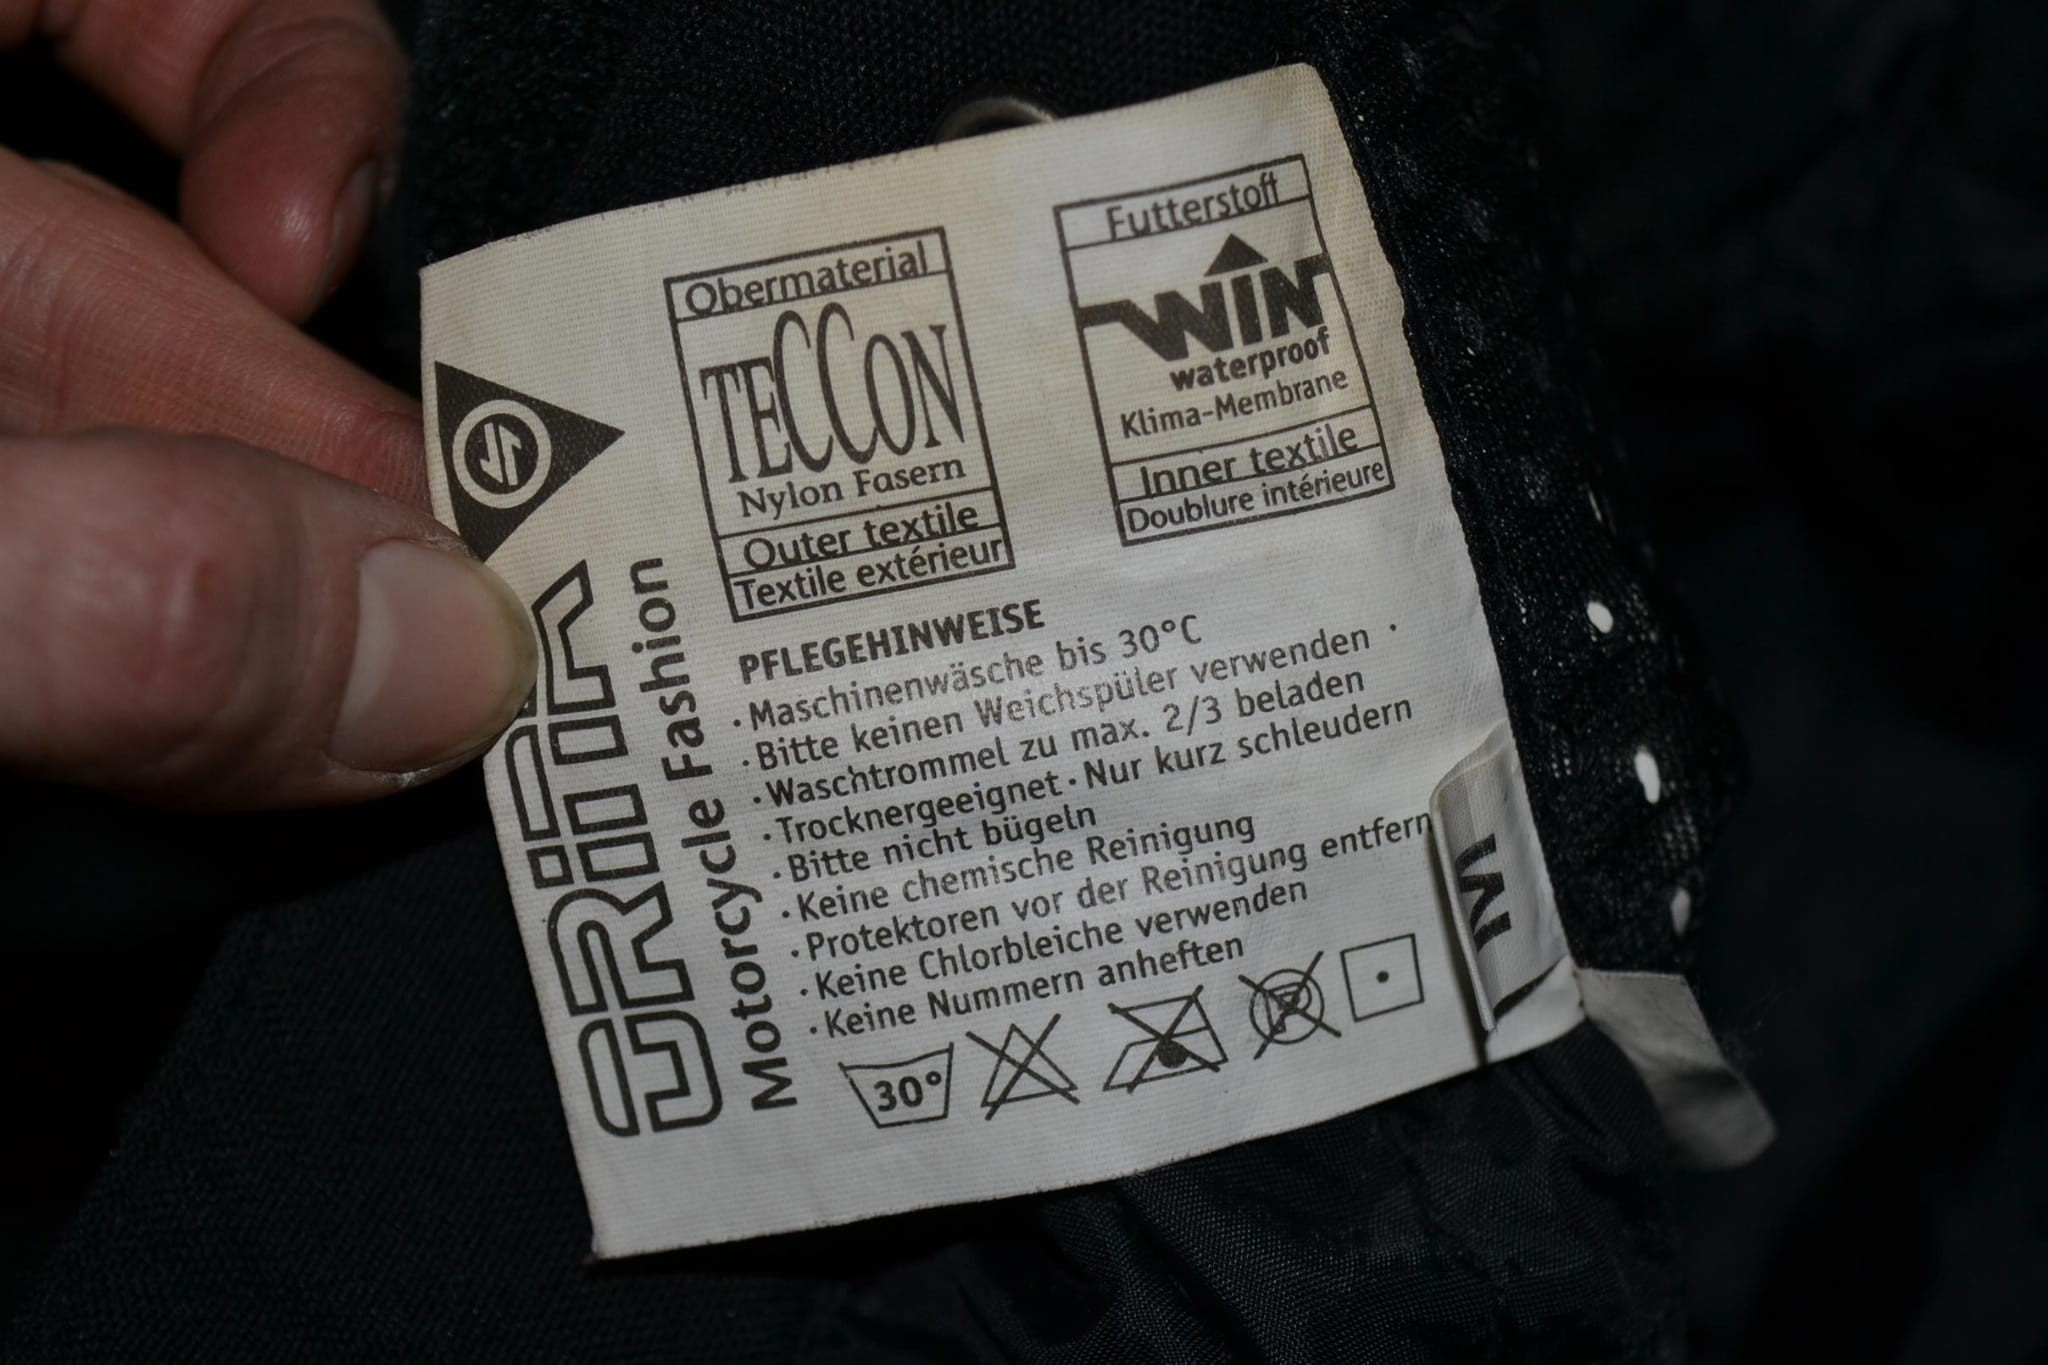 Obermaterial
TECCON
Nylon Fasern
Outer textile
Textile extérieur
Futterstoff
WIN
waterproof
Klima-Membrane
Inner textile
Doublure intérieure
Motorcycle Fashion
PFLEGEHINWEISE
· Maschinenwäsche bis 30°C
· Bitte keinen Weichspüler verwenden
· Waschtrommel zu max. 2/3 beladen
· Trocknergeeignet · Nur kurz schleudern
· Bitte nicht bügeln
· Keine chemische Reinigung
· Protektoren vor der Reinigung entfern
· Keine Chlorbleiche verwenden
· Keine Nummern anheften
30°
P
M